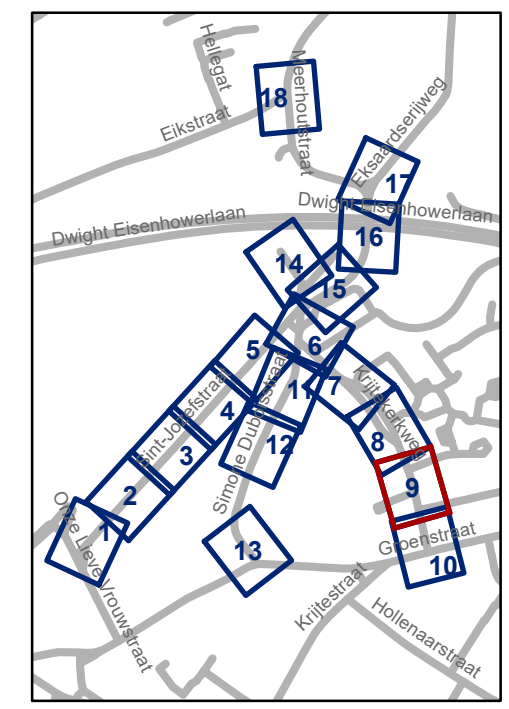 Hellegat
Meerhoutstraat
18
Eikstraat
Eksaardserijweg
17
Dwight Eisenhowerlaan
Dwight Eisenhowerlaan
16
14
15
5
6
11
7
Krijtekerkweg
Sint-Jozefstraat
4
Simone Duboisstraat
12
8
3
9
2
Onze Lieve Vrouwstraat
1
13
Groenstraat
10
Krijtestraat
Hollenaarstraat